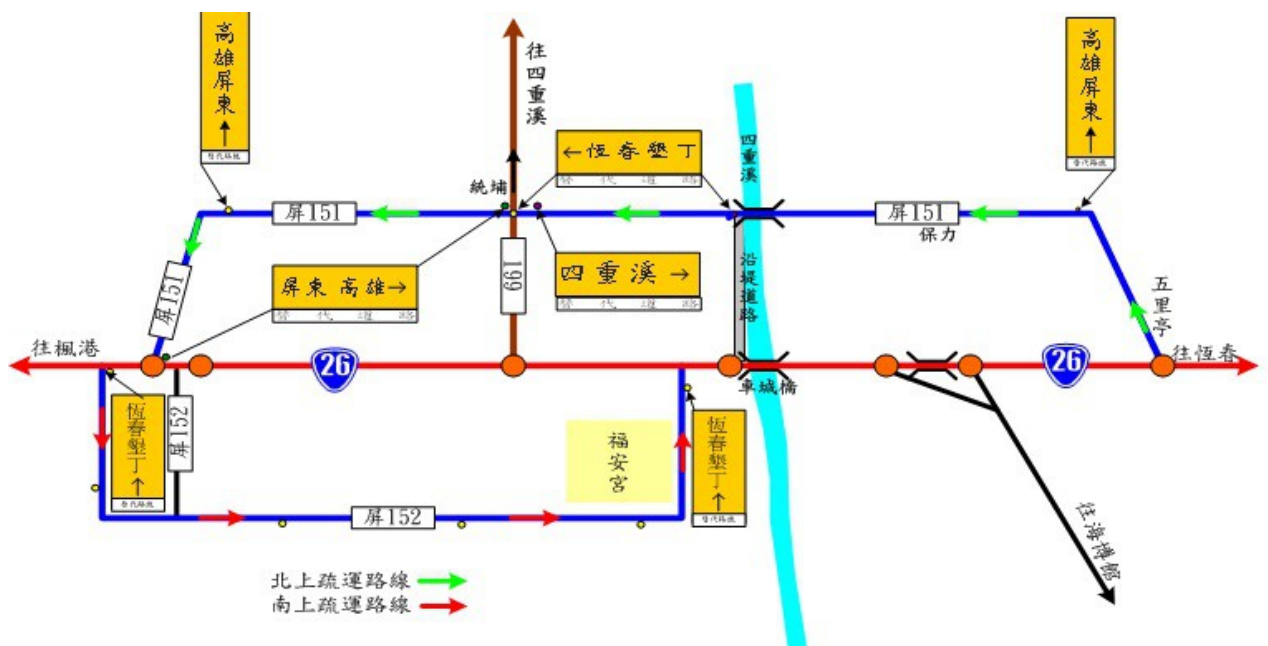 高雄屏東
替代路線
往四重溪
高雄屏東
替代路線
←恆春墾丁
替代道路
四重溪
統埔
屏151
屏151
保力
屏151
屏東高雄→
替代道路
199
四重溪→
替代道路
沿堤道路
五里亭
往楓港
26
26
往恆春
車城橋
恆春墾丁
替代路線
屏152
福安宮
恆春墾丁
替代路線
屏152
往海博館
北上疏運路線
南上疏運路線